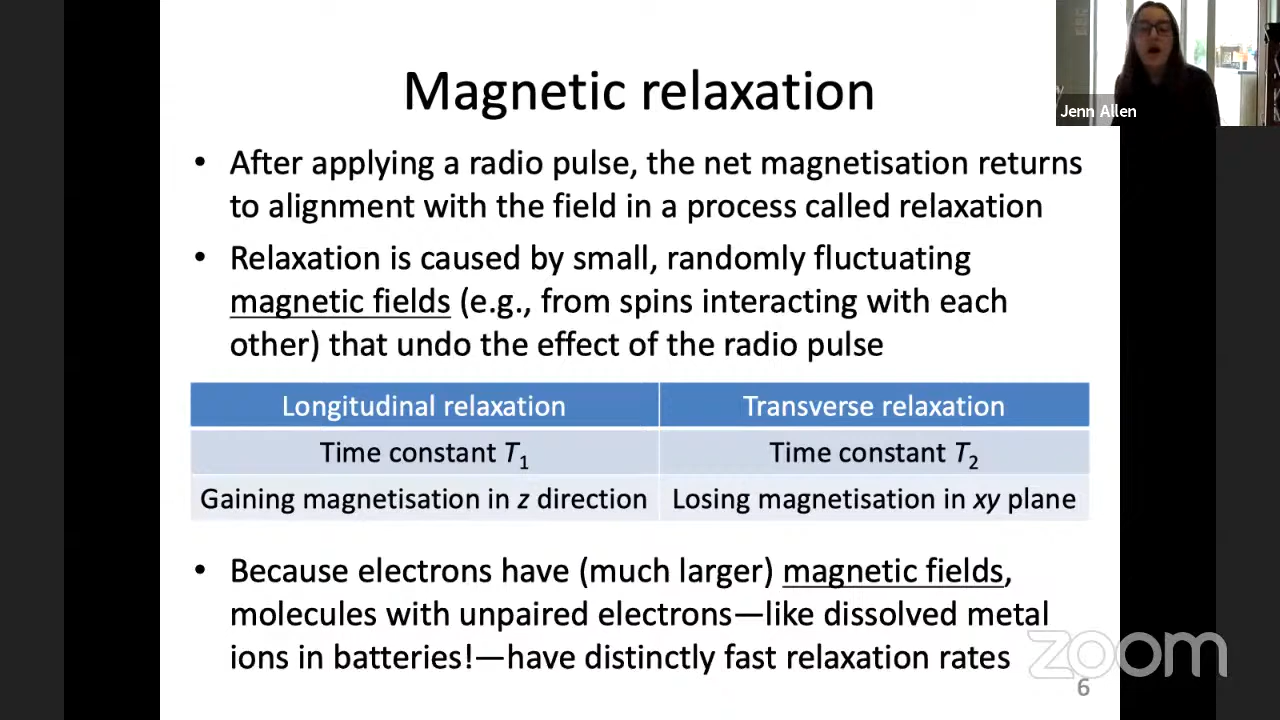 Magnetic relaxation
Jenn Allen
• After applying a radio pulse, the net magnetisation returns
to alignment with the field in a process called relaxation
• Relaxation is caused by small, randomly fluctuating
magnetic fields (e.g., from spins interacting with each
other) that undo the effect of the radio pulse
Longitudinal relaxation Transverse relaxation
Time constant T1 Time constant T2
Gaining magnetisation in z direction Losing magnetisation in xy plane
• Because electrons have (much larger) magnetic fields,
molecules with unpaired electrons—like dissolved metal
ions in batteries!—have distinctly fast relaxation rates
zoom
6